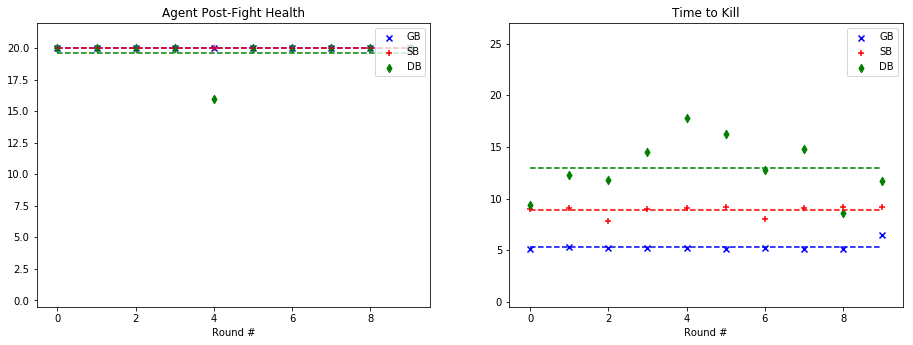 Agent Post-Fight Health
20.0
17.5
15.0
12.5
10.0
7.5
5.0
2.5
0.0
0 2 4 6 8
Round #
GB
SB
DB
Time to Kill
25
20
15
10
5
0
0 2 4 6 8
Round #
GB
SB
DB